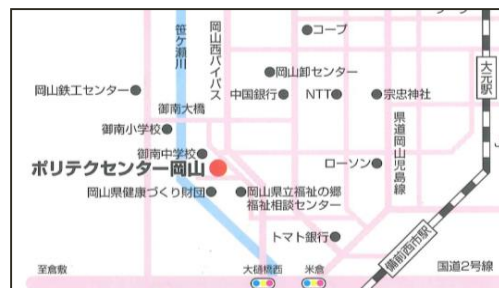 コープ
笹ケ瀬川
岡山西バイパス
大元駅
岡山卸センター
岡山鉄工センター
中国銀行
NTT
宗忠神社
御南大橋
県道岡山児島線
御南小学校
御南中学校
ローソン
ポリテクセンター岡山
岡山県健康づくり財団
岡山県立福祉の郷
福祉相談センター
トマト銀行
備前西市駅
至倉敷
大樋橋西
米倉
国道2号線